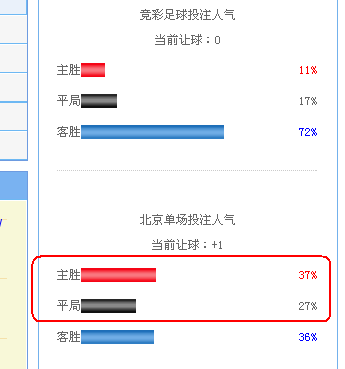 竞彩足球投注人气
当前让球：0
主胜 11%
平局 17%
客胜 72%
北京单场投注人气
当前让球：+1
主胜 37%
平局 27%
客胜 36%